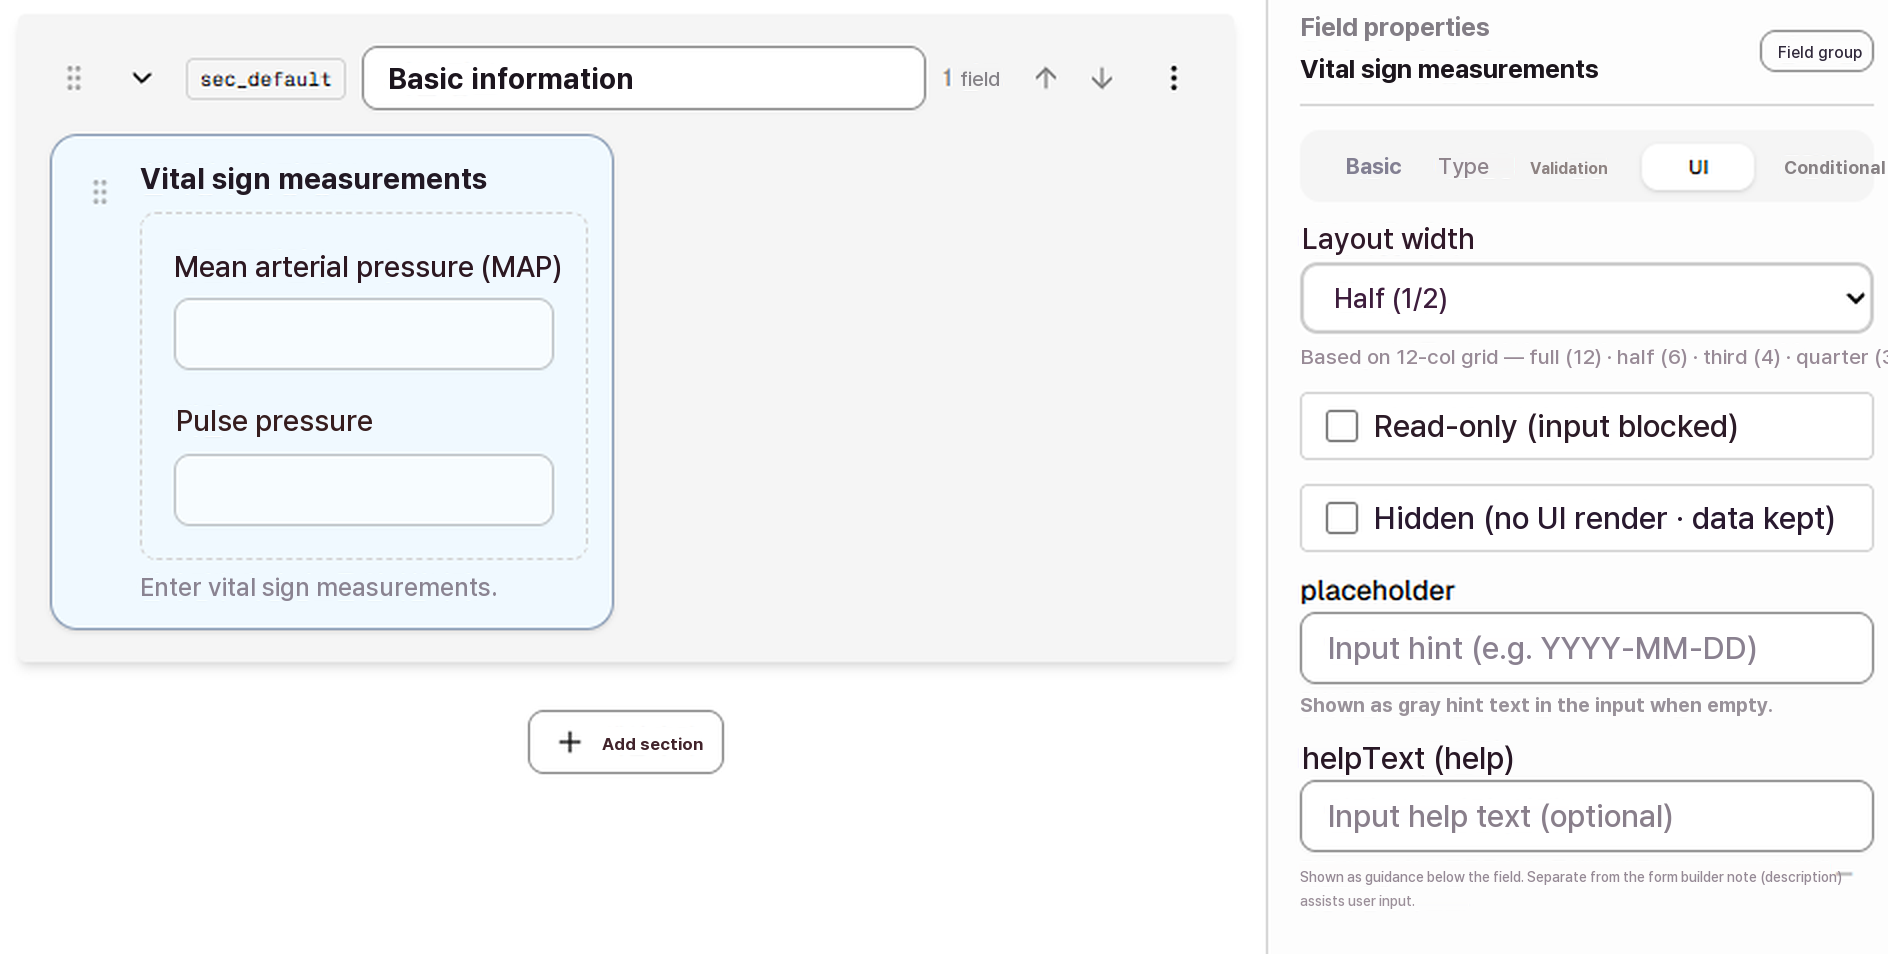 sec_default
Basic information
1 field
Vital sign measurements
Mean arterial pressure (MAP)
Pulse pressure
Enter vital sign measurements.
Add section
Field properties
Vital sign measurements
Field group
Basic Type Validation UI Conditional
Layout width
Half (1/2)
Based on 12-col grid — full (12) · half (6) · third (4) · quarter (3
Read-only (input blocked)
Hidden (no UI render · data kept)
placeholder
Input hint (e.g. YYYY-MM-DD)
Shown as gray hint text in the input when empty.
helpText (help)
Input help text (optional)
Shown as guidance below the field. Separate from the form builder note (description)
assists user input.